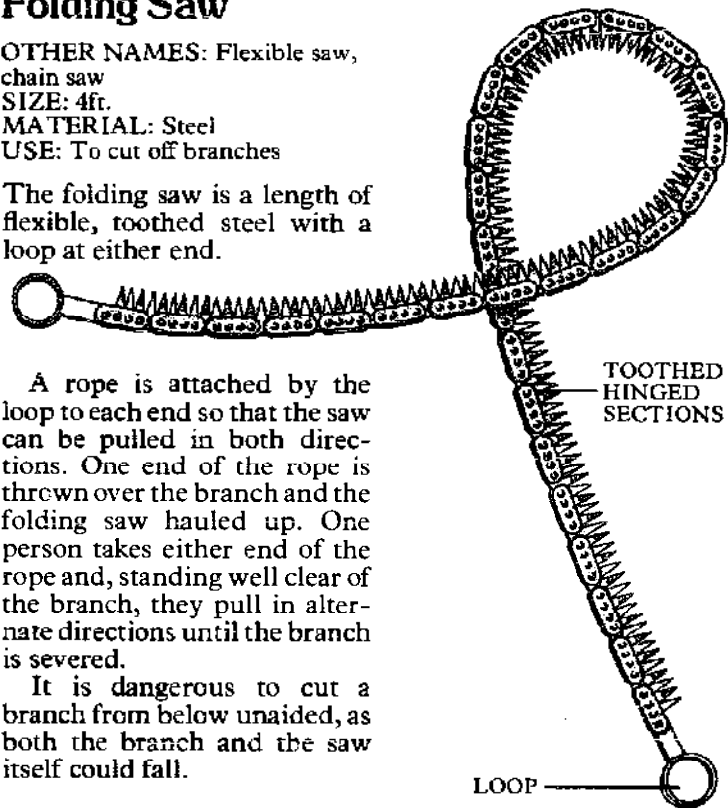 Folding Saw
OTHER NAMES: Flexible saw,
chain saw
SIZE: 4ft.
MATERIAL: Steel
USE: To cut off branches
The folding saw is a length of
flexible, toothed steel with a
loop at either end.
A rope is attached by the
loop to each end so that the saw
can be pulled in both direc-
tions. One end of the rope is
thrown over the branch and the
folding saw hauled up. One
person takes either end of the
rope and, standing well clear of
the branch, they pull in alter-
nate directions until the branch
is severed.
It is dangerous to cut a
branch from below unaided, as
both the branch and the saw
itself could fall.
TOOTHED
HINGED
SECTIONS
LOOP